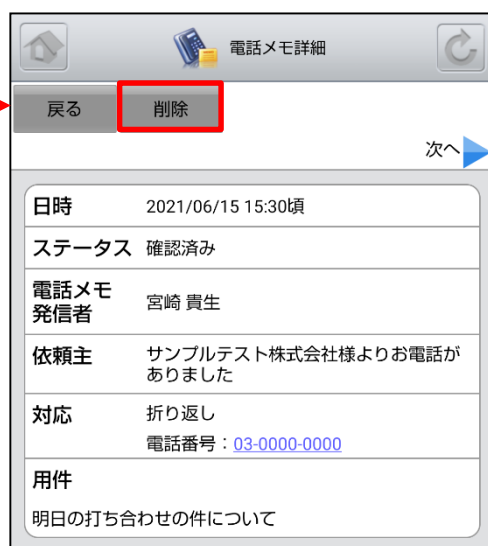 電話メモ詳細
戻る 削除
次へ
日時 2021/06/15 15:30頃
ステータス 確認済み
電話メモ
発信者 宮崎 貴生
依頼主 サンプルテスト株式会社様よりお電話が
ありました
対応 折り返し
電話番号：03-0000-0000
用件
明日の打ち合わせの件について